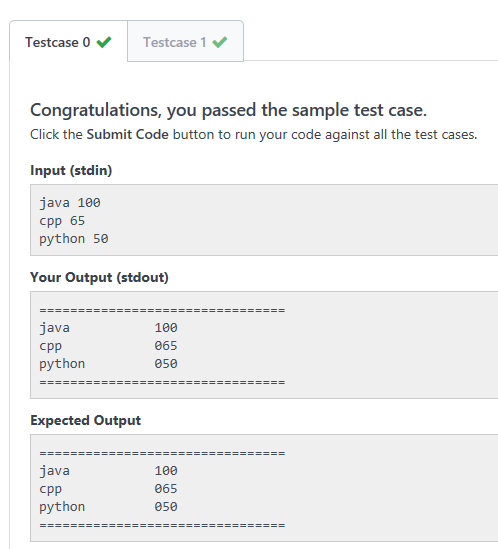 Testcase 0 Testcase 1
Congratulations, you passed the sample test case.
Click the Submit Code button to run your code against all the test cases.
Input (stdin)
java 100
cpp 65
python 50
Your Output (stdout)
================================
java           100
cpp            065
python         050
================================
Expected Output
================================
java           100
cpp            065
python         050
================================